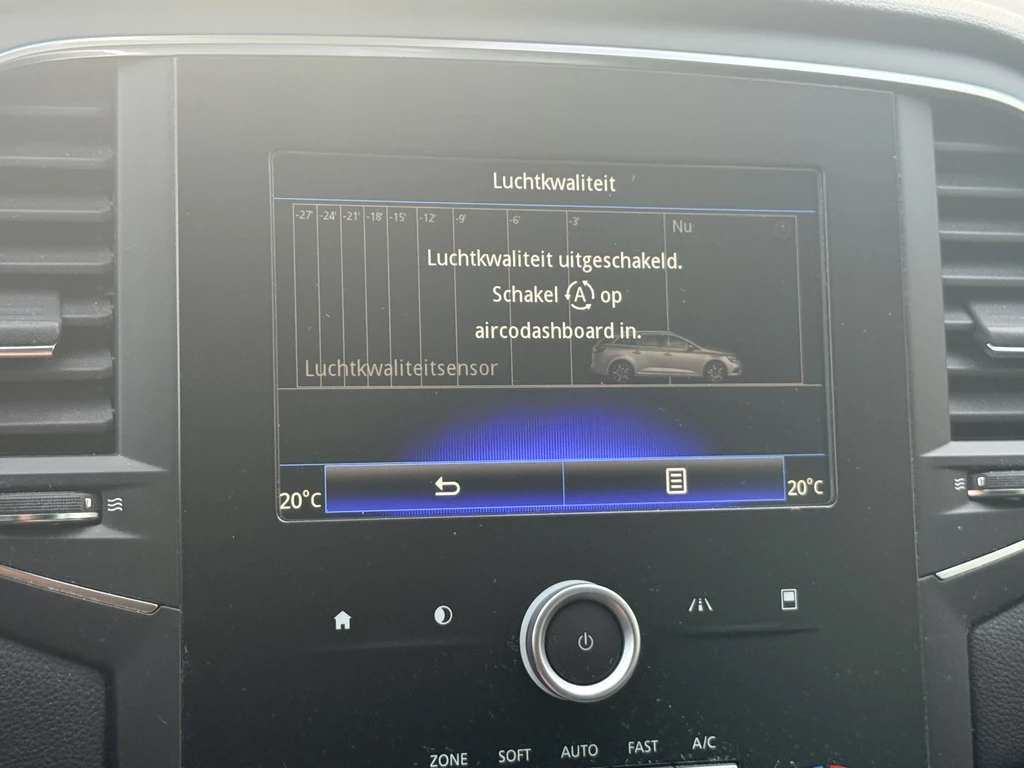 Luchtkwaliteit
-27' -24' -21' -18' -15' -12' -9' -6' -3' Nu
Luchtkwaliteit uitgeschakeld.
Schakel A op
aircodashboard in.
Luchtkwaliteitsensor
20°C 20°C
ZONE SOFT AUTO FAST A/C